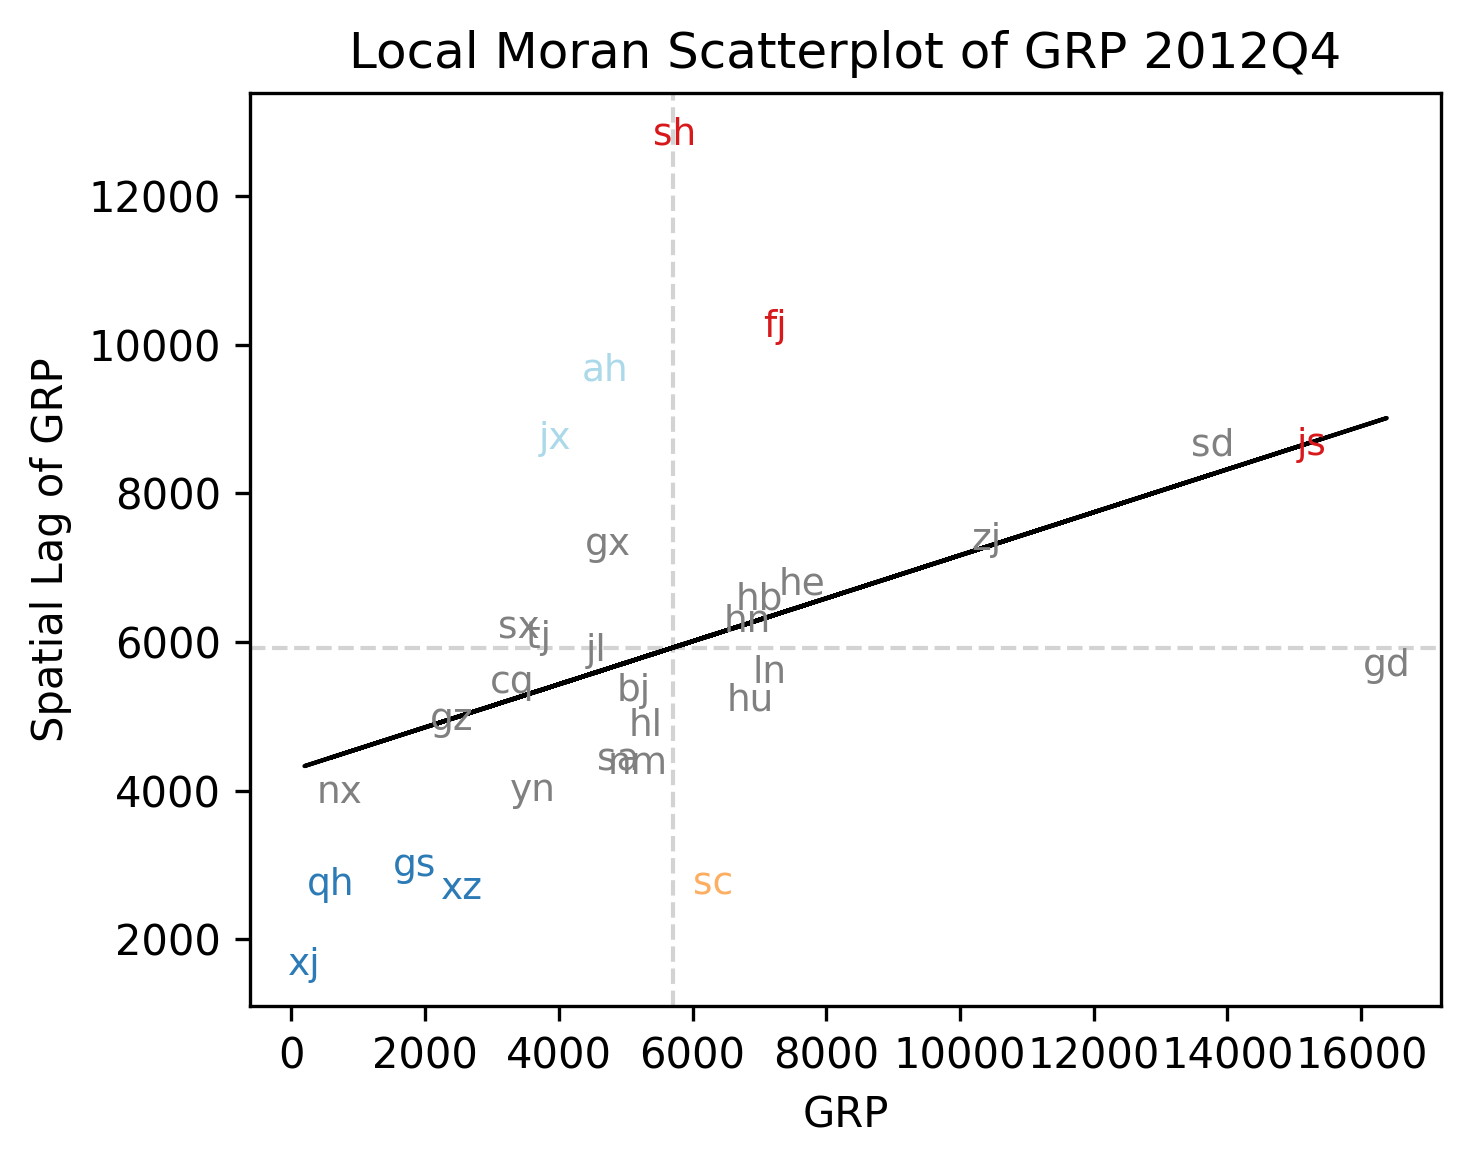 Local Moran Scatterplot of GRP 2012Q4
Spatial Lag of GRP
12000
10000
8000
6000
4000
2000
sh
fj
ah
jx
sd
js
gx
zj
he
hb
hn
sx
tj
jl
ln
gd
cq
bj
hu
gz
hl
sa
nm
nx
yn
gs
qh
xz
sc
xj
0 2000 4000 6000 8000 10000 12000 14000 16000
GRP